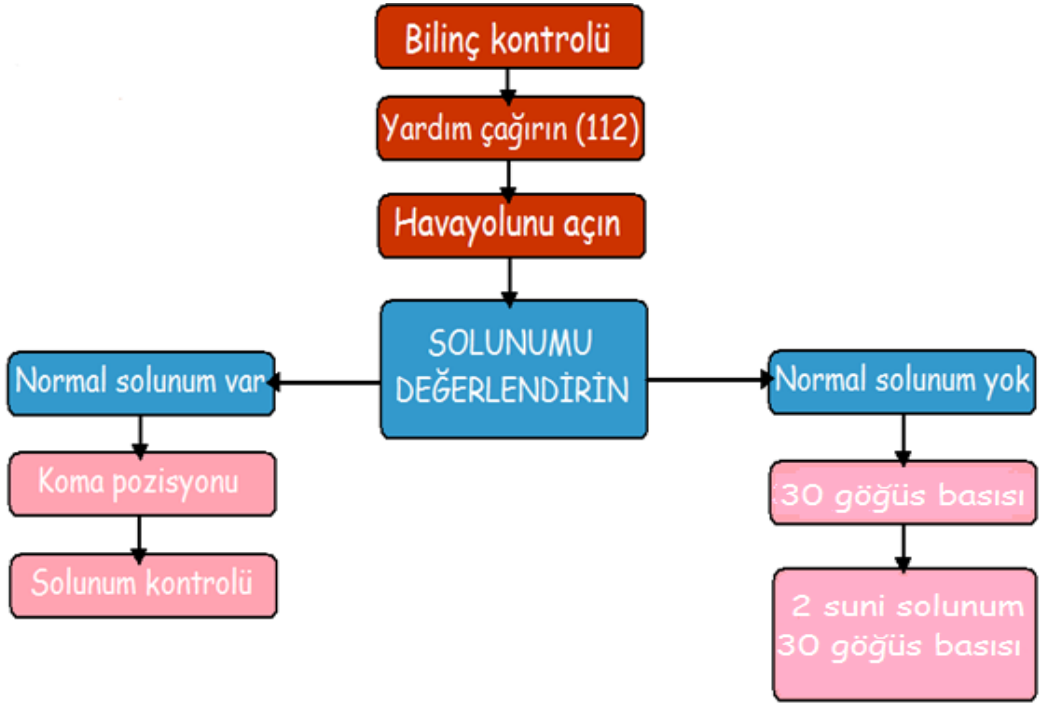 Bilinç kontrolü
Yardım çağırın (112)
Havayolunu açın
SOLUNUMU
DEĞERLENDİRİN
Normal solunum var
Koma pozisyonu
Solunum kontrolü
Normal solunum yok
30 göğüs basısı
2 suni solunum
30 göğüs basısı